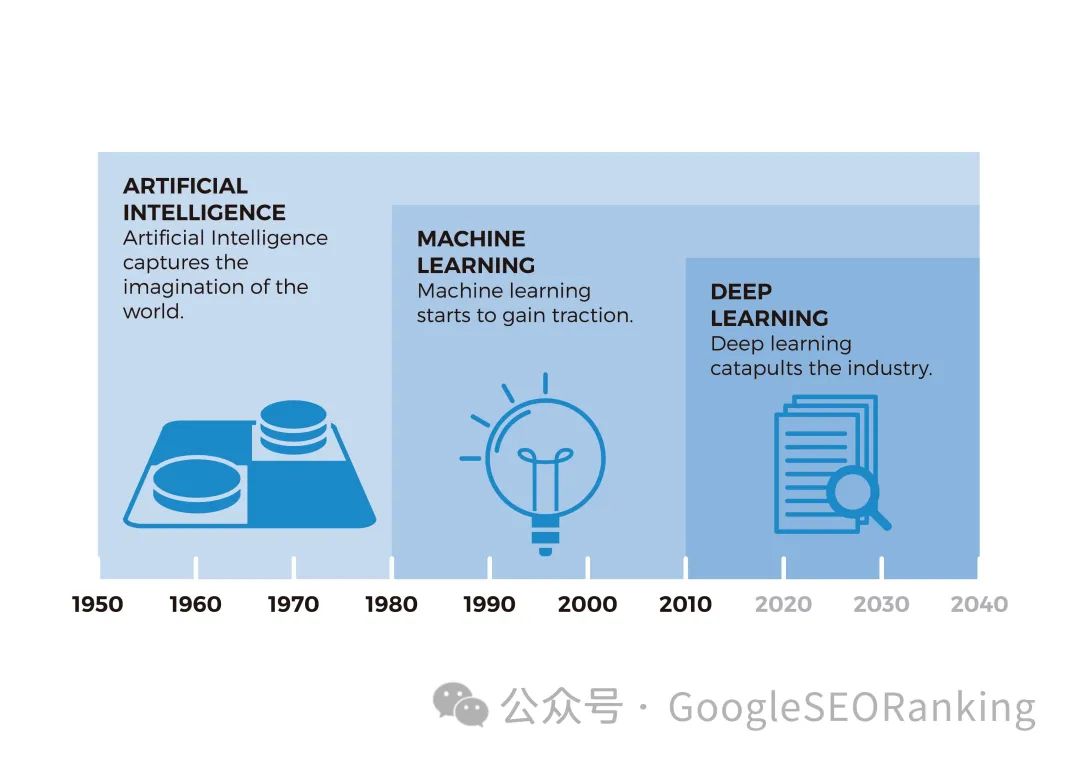 ARTIFICIAL
INTELLIGENCE
Artificial Intelligence
captures the
imagination of the
world.
MACHINE
LEARNING
Machine learning
starts to gain traction.
DEEP
LEARNING
Deep learning
catapults the industry.
1950 1960 1970 1980 1990 2000 2010 2020 2030 2040
公众号 · GoogleSEORanking